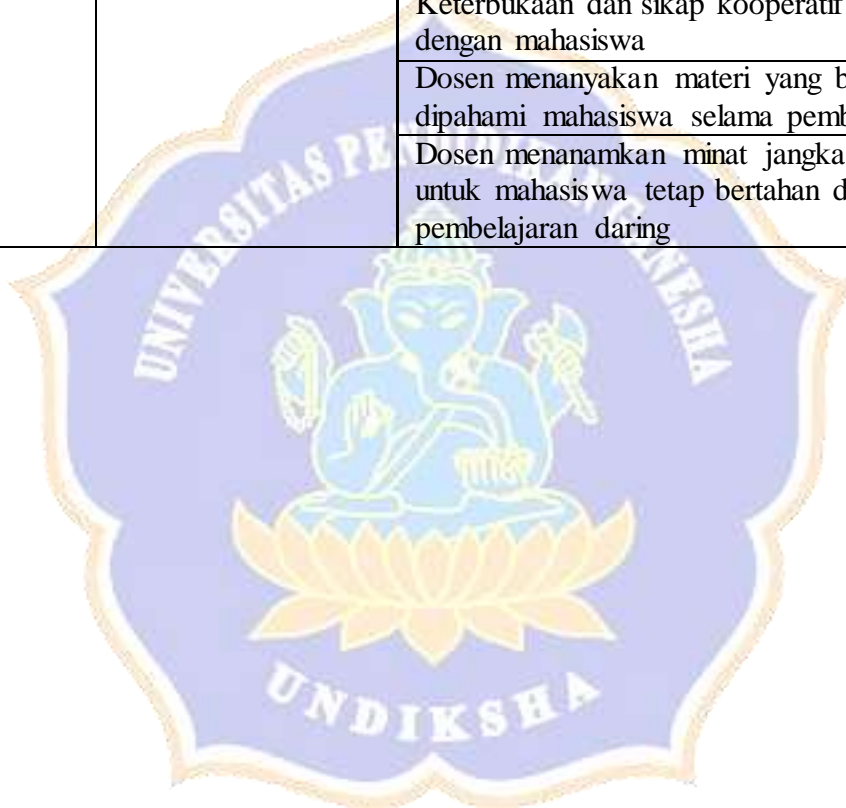 Keterbukaan dan sikap kooperatif
dengan mahasiswa
Dosen menanyakan materi yang
dipahami mahasiswa selama
Dosen menanamkan minat jangka
untuk mahasiswa tetap bertahan
pembelajaran daring
UNIVERSITAS PENDIDIKAN GANESHA
UNDIKSHA